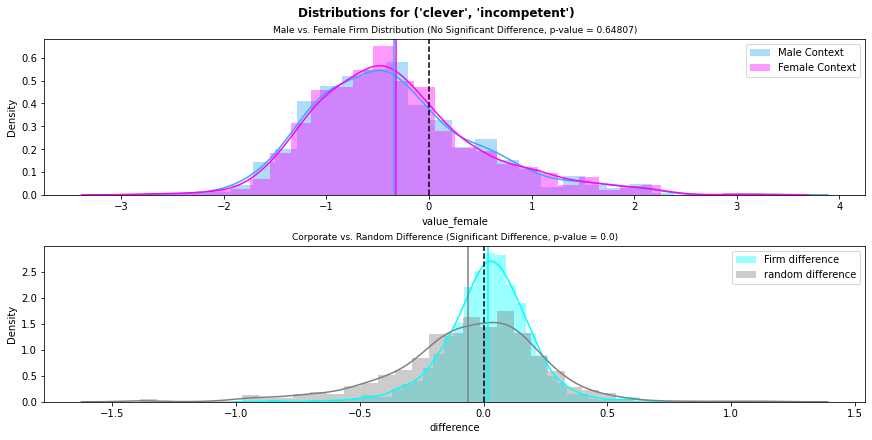 Distributions for ('clever', 'incompetent')
Male vs. Female Firm Distribution (No Significant Difference, p-value = 0.64807)
Male Context
Female Context
Density
0.6
0.5
0.4
0.3
0.2
0.1
0.0
−3 −2 −1 0 1 2 3 4
value_female
Corporate vs. Random Difference (Significant Difference, p-value = 0.0)
Firm difference
random difference
Density
2.5
2.0
1.5
1.0
0.5
0.0
−1.5 −1.0 −0.5 0.0 0.5 1.0 1.5
difference